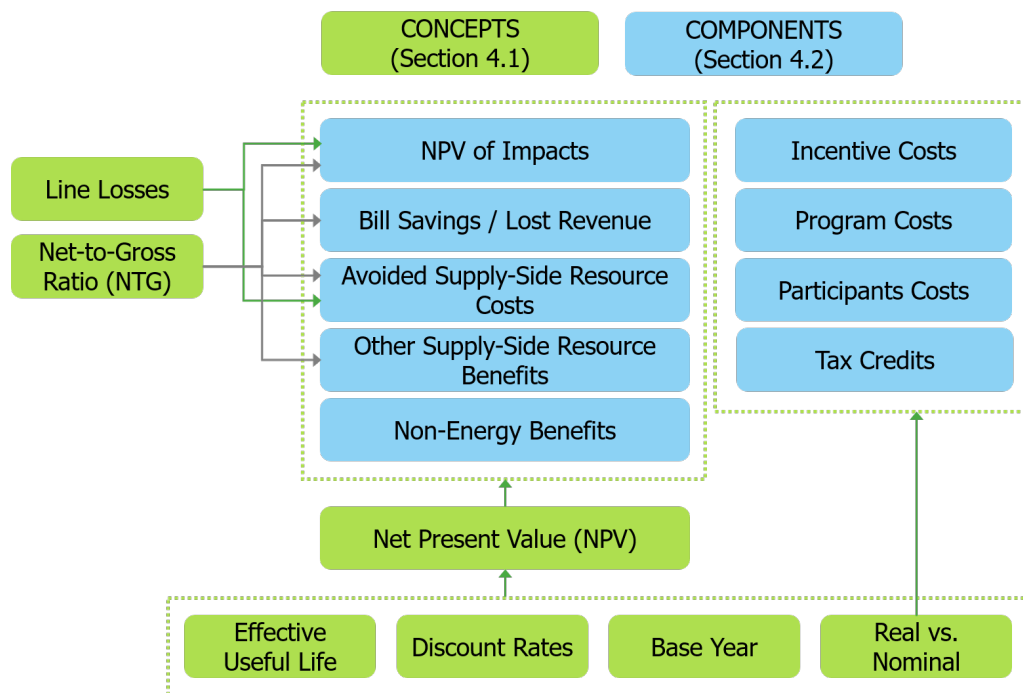 CONCEPTS
(Section 4.1)
COMPONENTS
(Section 4.2)
Line Losses
Net-to-Gross
Ratio (NTG)
NPV of Impacts
Bill Savings / Lost Revenue
Avoided Supply-Side Resource
Costs
Other Supply-Side Resource
Benefits
Non-Energy Benefits
Incentive Costs
Program Costs
Participants Costs
Tax Credits
Net Present Value (NPV)
Effective
Useful Life
Discount Rates
Base Year
Real vs.
Nominal